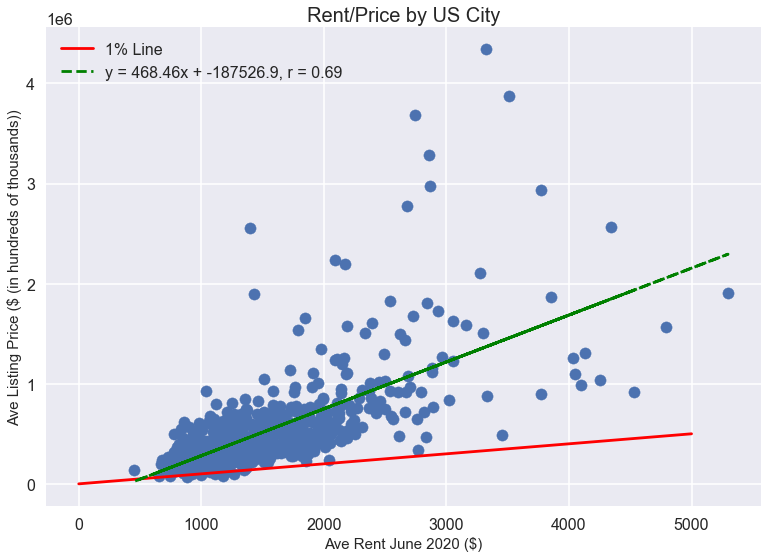 Rent/Price by US City
1e6
1% Line
y = 468.46x + -187526.9, r = 0.69
Ave Listing Price ($ (in hundreds of thousands))
4
3
2
1
0
0 1000 2000 3000 4000 5000
Ave Rent June 2020 ($)